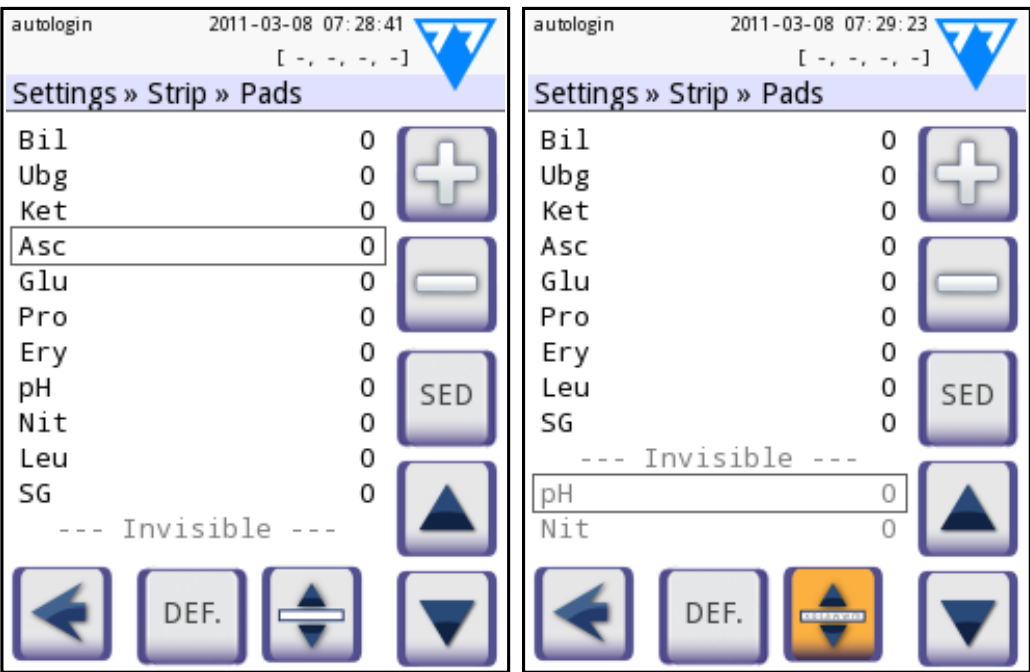 autologin 2011-03-08 07:28:41
[ -, -, -, -]
Settings » Strip » Pads
Bil 0
Ubg 0
Ket 0
Asc 0
Glu 0
Pro 0
Ery 0
pH 0
Nit 0
Leu 0
SG 0
--- Invisible ---
SED
DEF.
autologin 2011-03-08 07:29:23
[ -, -, -, -]
Settings » Strip » Pads
Bil 0
Ubg 0
Ket 0
Asc 0
Glu 0
Pro 0
Ery 0
Leu 0
SG 0
--- Invisible ---
pH 0
Nit 0
SED
DEF.